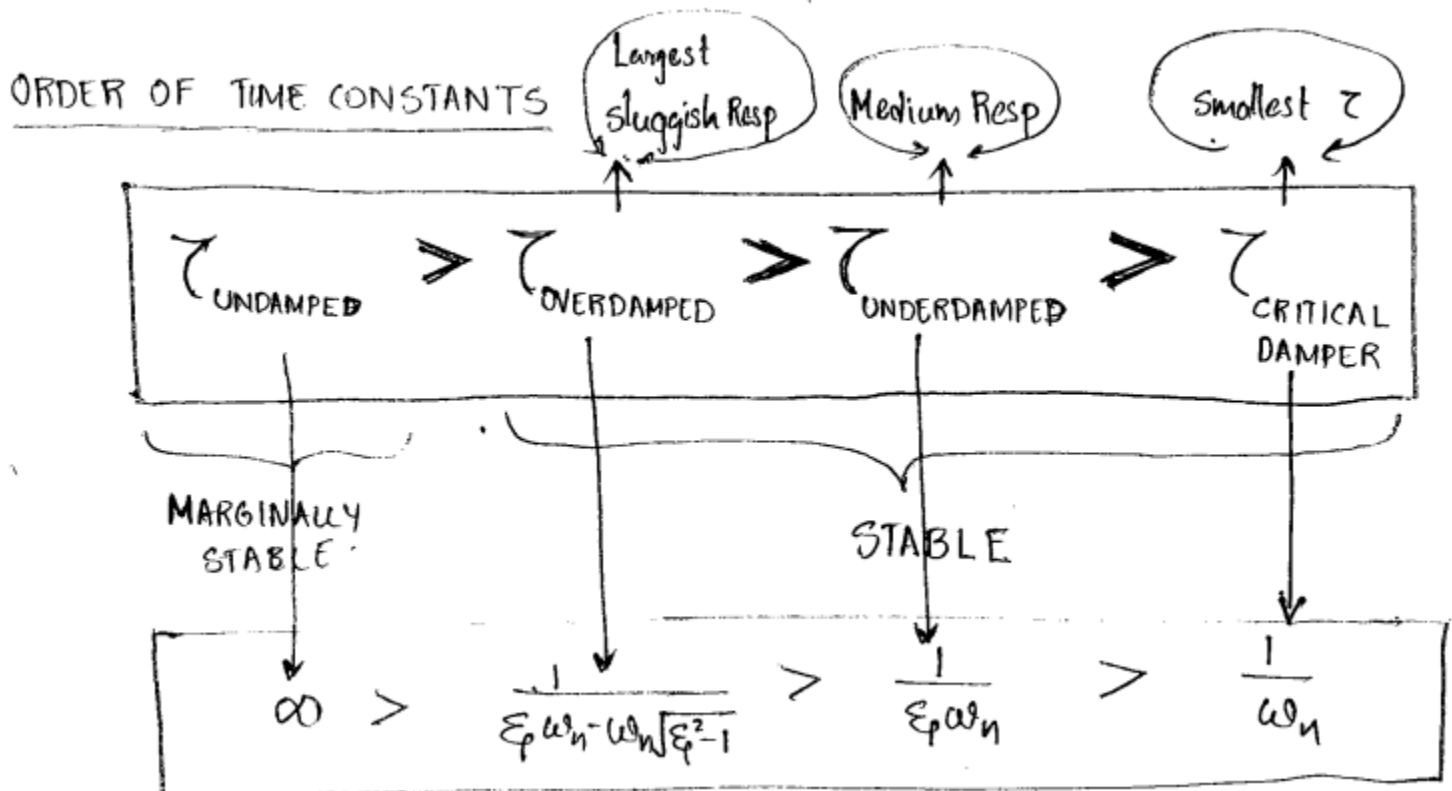 ORDER OF TIME CONSTANTS
Largest
Sluggish Resp
Medium Resp
Smallest τ
τ UNDAMPED > τ OVERDAMPED > τ UNDERDAMPED > τ CRITICAL
DAMPER
MARGINALLY
STABLE.
STABLE
∞ > 1/(ξωn-ωn√(ξ²-1)) > 1/(ξωn) > 1/ωn